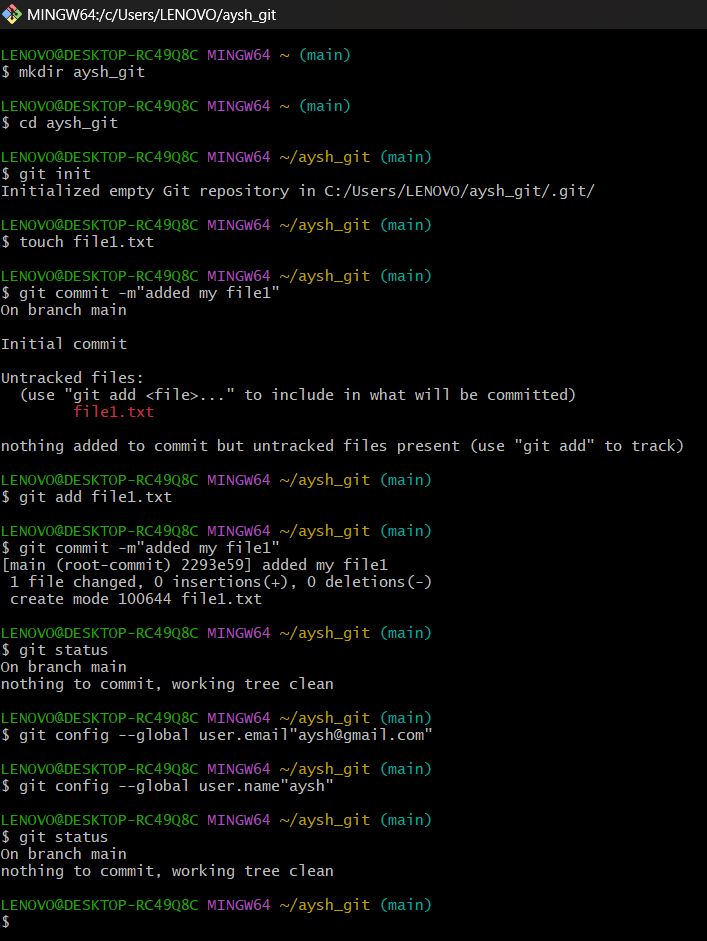 MINGW64:/c/Users/LENOVO/aysh_git
LENOVO@DESKTOP-RC49Q8C MINGW64 ~ (main)
$ mkdir aysh_git
LENOVO@DESKTOP-RC49Q8C MINGW64 ~ (main)
$ cd aysh_git
LENOVO@DESKTOP-RC49Q8C MINGW64 ~/aysh_git (main)
$ git init
Initialized empty Git repository in C:/Users/LENOVO/aysh_git/.git/
LENOVO@DESKTOP-RC49Q8C MINGW64 ~/aysh_git (main)
$ touch file1.txt
LENOVO@DESKTOP-RC49Q8C MINGW64 ~/aysh_git (main)
$ git commit -m"added my file1"
On branch main
Initial commit
Untracked files:
  (use "git add <file>..." to include in what will be committed)
        file1.txt
nothing added to commit but untracked files present (use "git add" to track)
LENOVO@DESKTOP-RC49Q8C MINGW64 ~/aysh_git (main)
$ git add file1.txt
LENOVO@DESKTOP-RC49Q8C MINGW64 ~/aysh_git (main)
$ git commit -m"added my file1"
[main (root-commit) 2293e59] added my file1
 1 file changed, 0 insertions(+), 0 deletions(-)
 create mode 100644 file1.txt
LENOVO@DESKTOP-RC49Q8C MINGW64 ~/aysh_git (main)
$ git status
On branch main
nothing to commit, working tree clean
LENOVO@DESKTOP-RC49Q8C MINGW64 ~/aysh_git (main)
$ git config --global user.email"aysh@gmail.com"
LENOVO@DESKTOP-RC49Q8C MINGW64 ~/aysh_git (main)
$ git config --global user.name"aysh"
LENOVO@DESKTOP-RC49Q8C MINGW64 ~/aysh_git (main)
$ git status
On branch main
nothing to commit, working tree clean
LENOVO@DESKTOP-RC49Q8C MINGW64 ~/aysh_git (main)
$